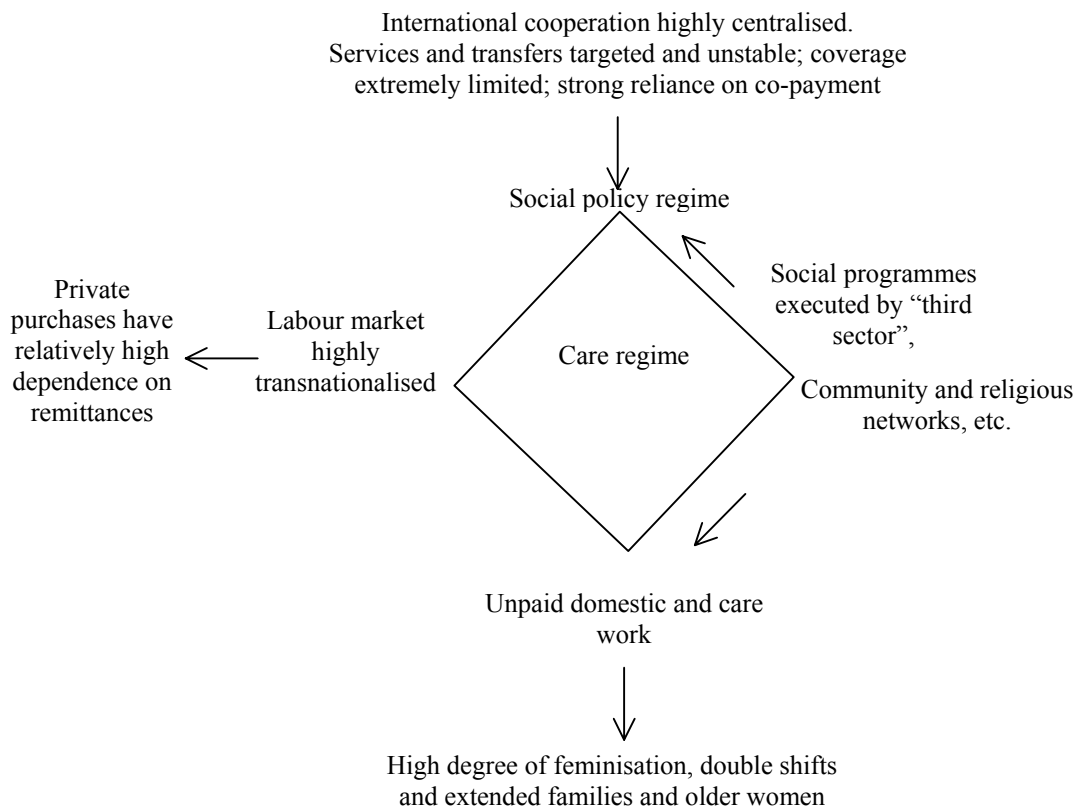 International cooperation highly centralised.
Services and transfers targeted and unstable; coverage
extremely limited; strong reliance on co-payment
Social policy regime
Private
purchases have
relatively high
dependence on
remittances
Labour market
highly
transnationalised
Care regime
Social programmes
executed by “third
sector”,
Community and religious
networks, etc.
Unpaid domestic and care
work
High degree of feminisation, double shifts
and extended families and older women